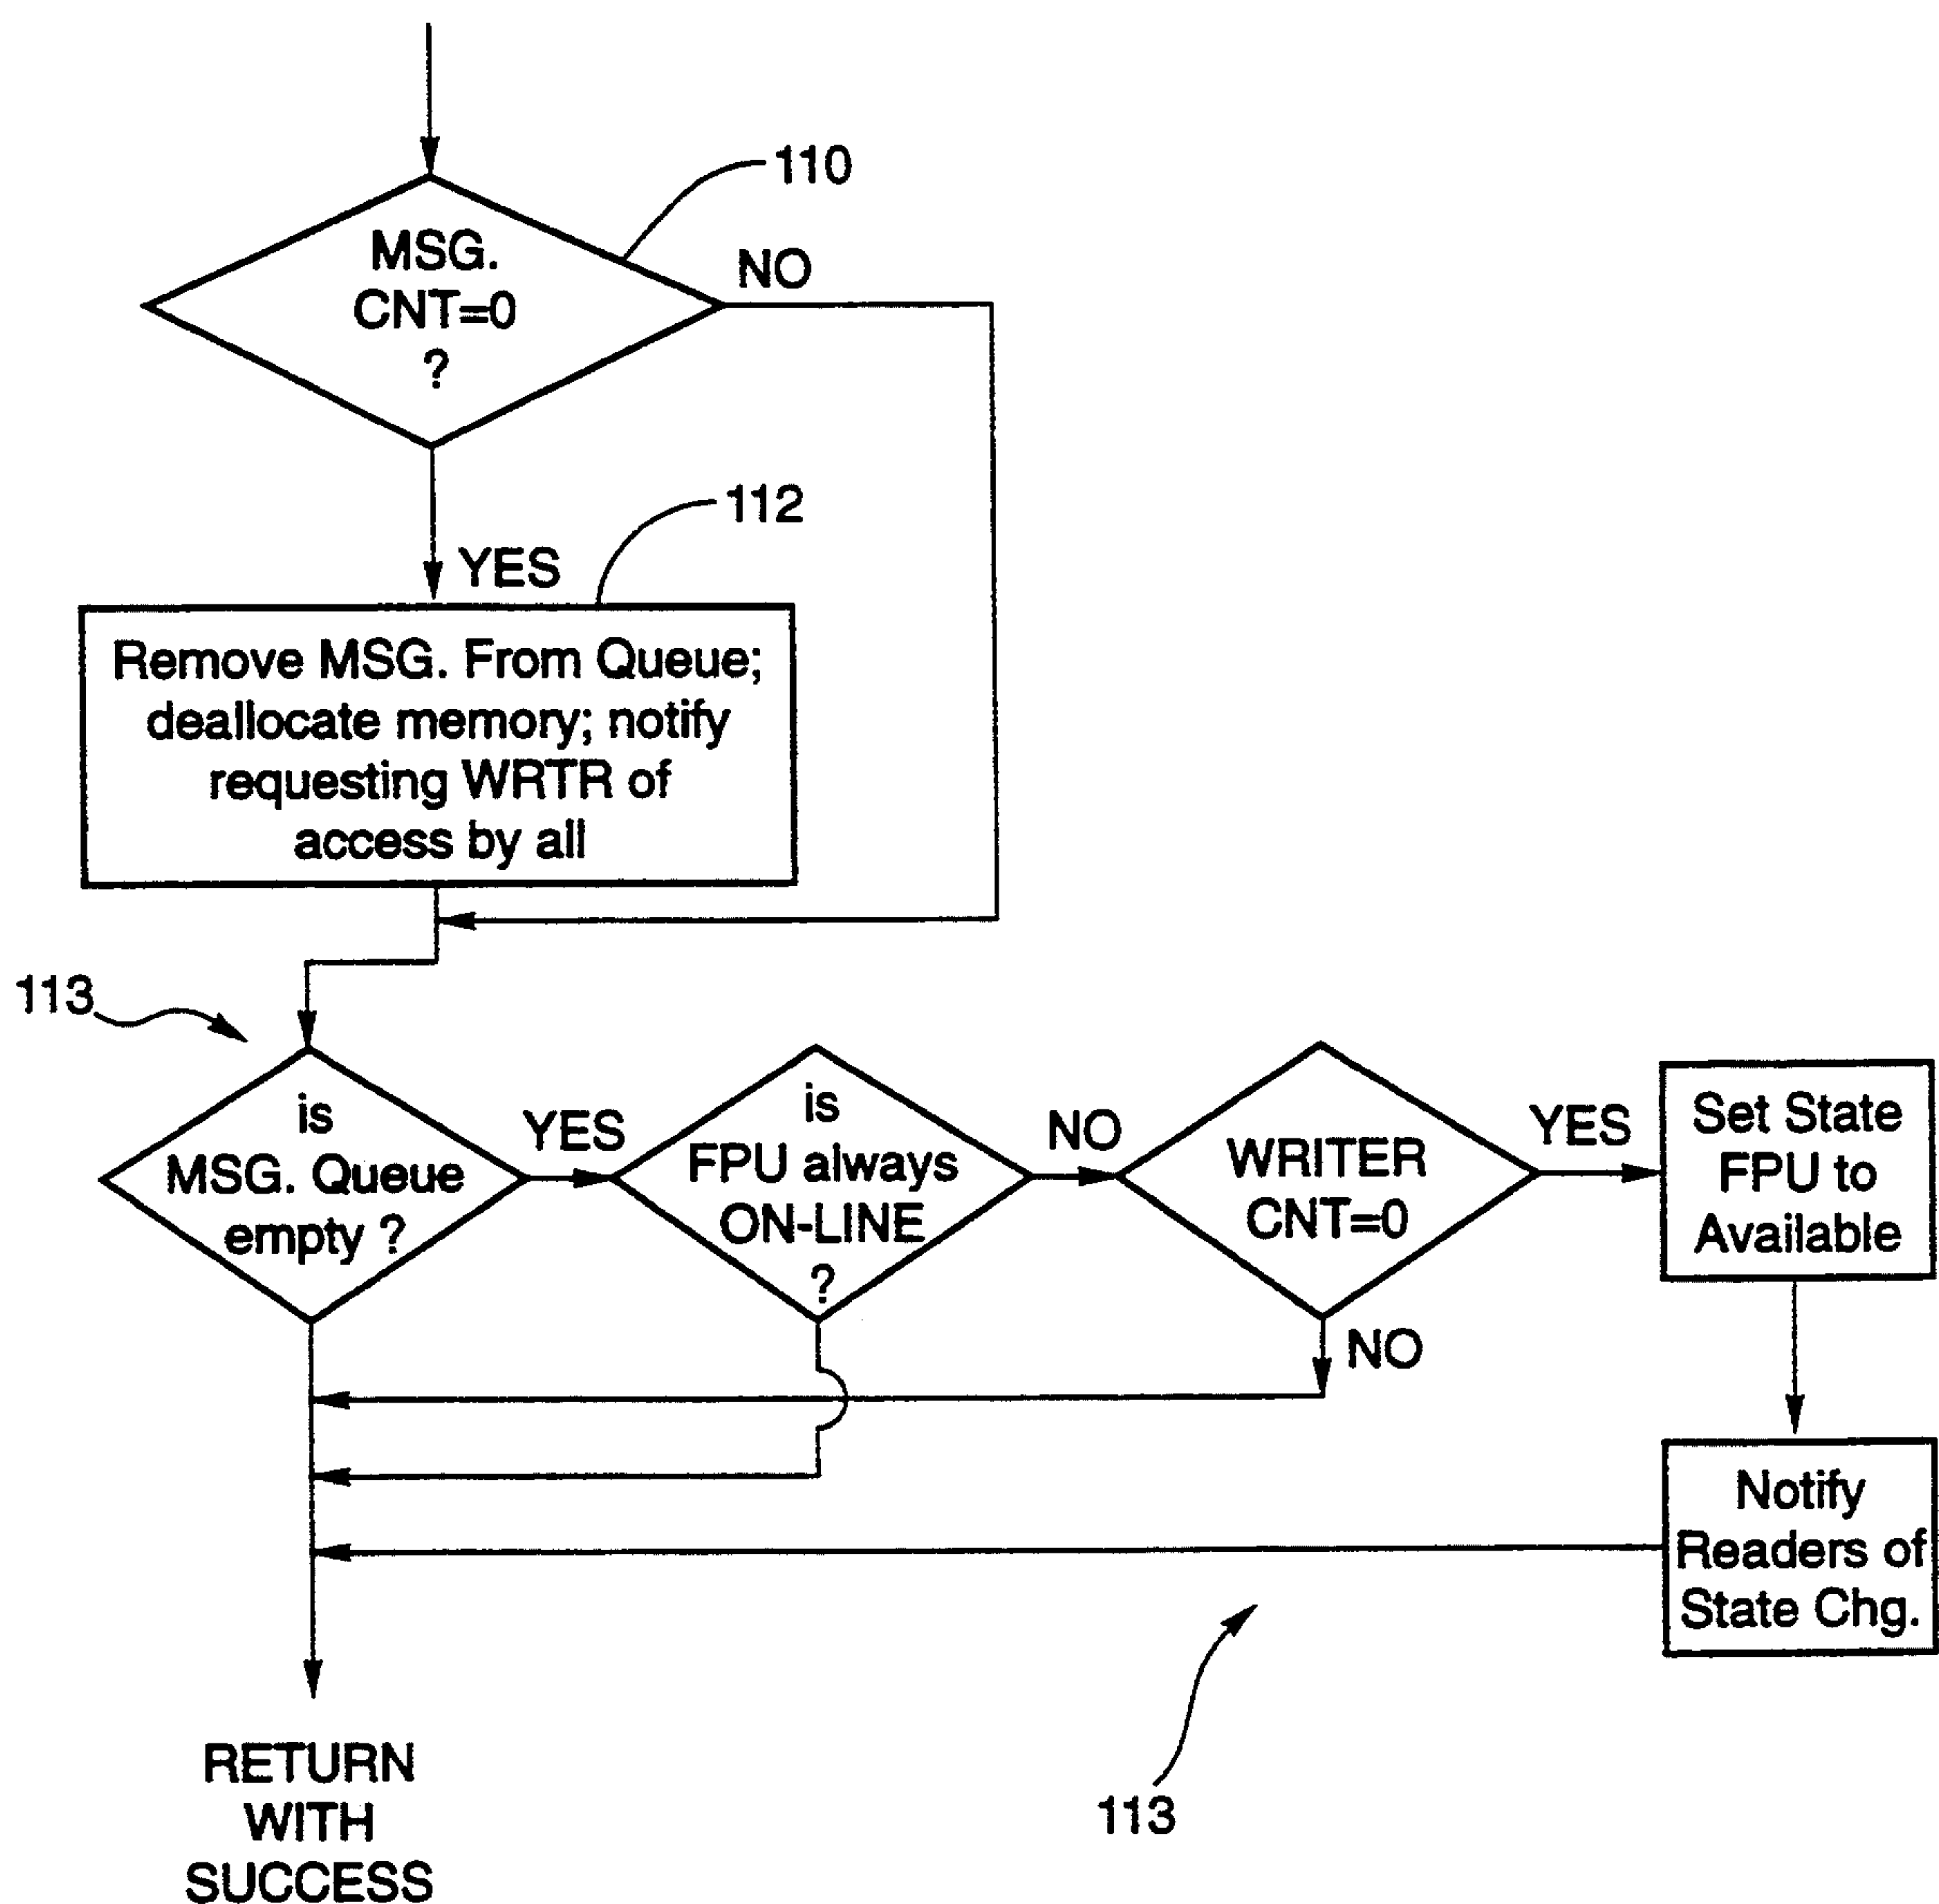 110
MSG.
CNT=0
?
NO
112
YES
Remove MSG. From Queue;
deallocate memory; notify
requesting WRTR of
access by all
113
is
MSG. Queue
empty ?
YES
is
FPU always
ON-LINE
?
NO
WRITER
CNT=0
YES
Set State
FPU to
Available
NO
Notify
Readers of
State Chg.
113
RETURN
WITH
SUCCESS